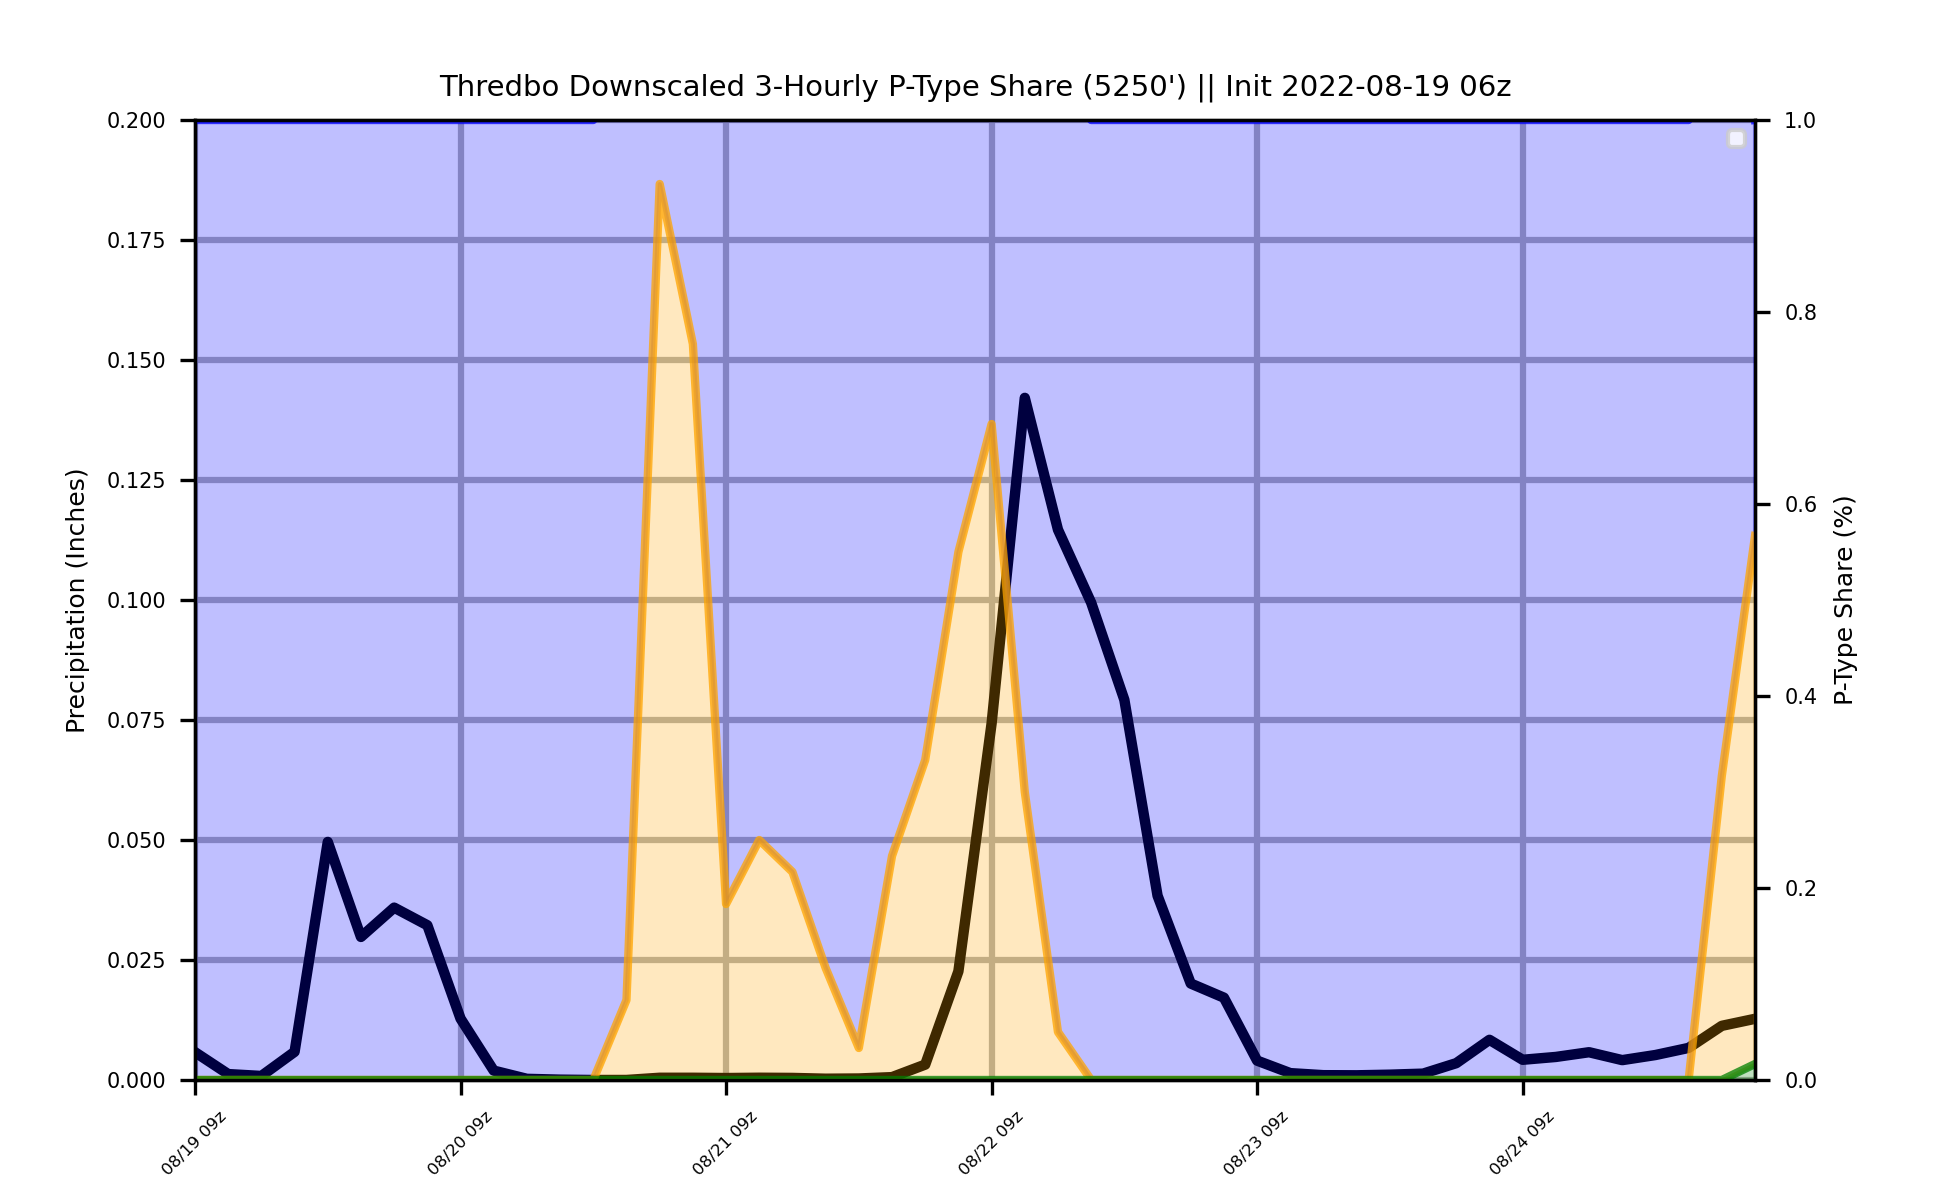 Thredbo Downscaled 3-Hourly P-Type Share (5250') || Init 2022-08-19 06z
Precipitation (Inches)
0.200
0.175
0.150
0.125
0.100
0.075
0.050
0.025
0.000
1.0
0.8
0.6
0.4
0.2
0.0
P-Type Share (%)
08/19 09z
08/20 09z
08/21 09z
08/22 09z
08/23 09z
08/24 09z